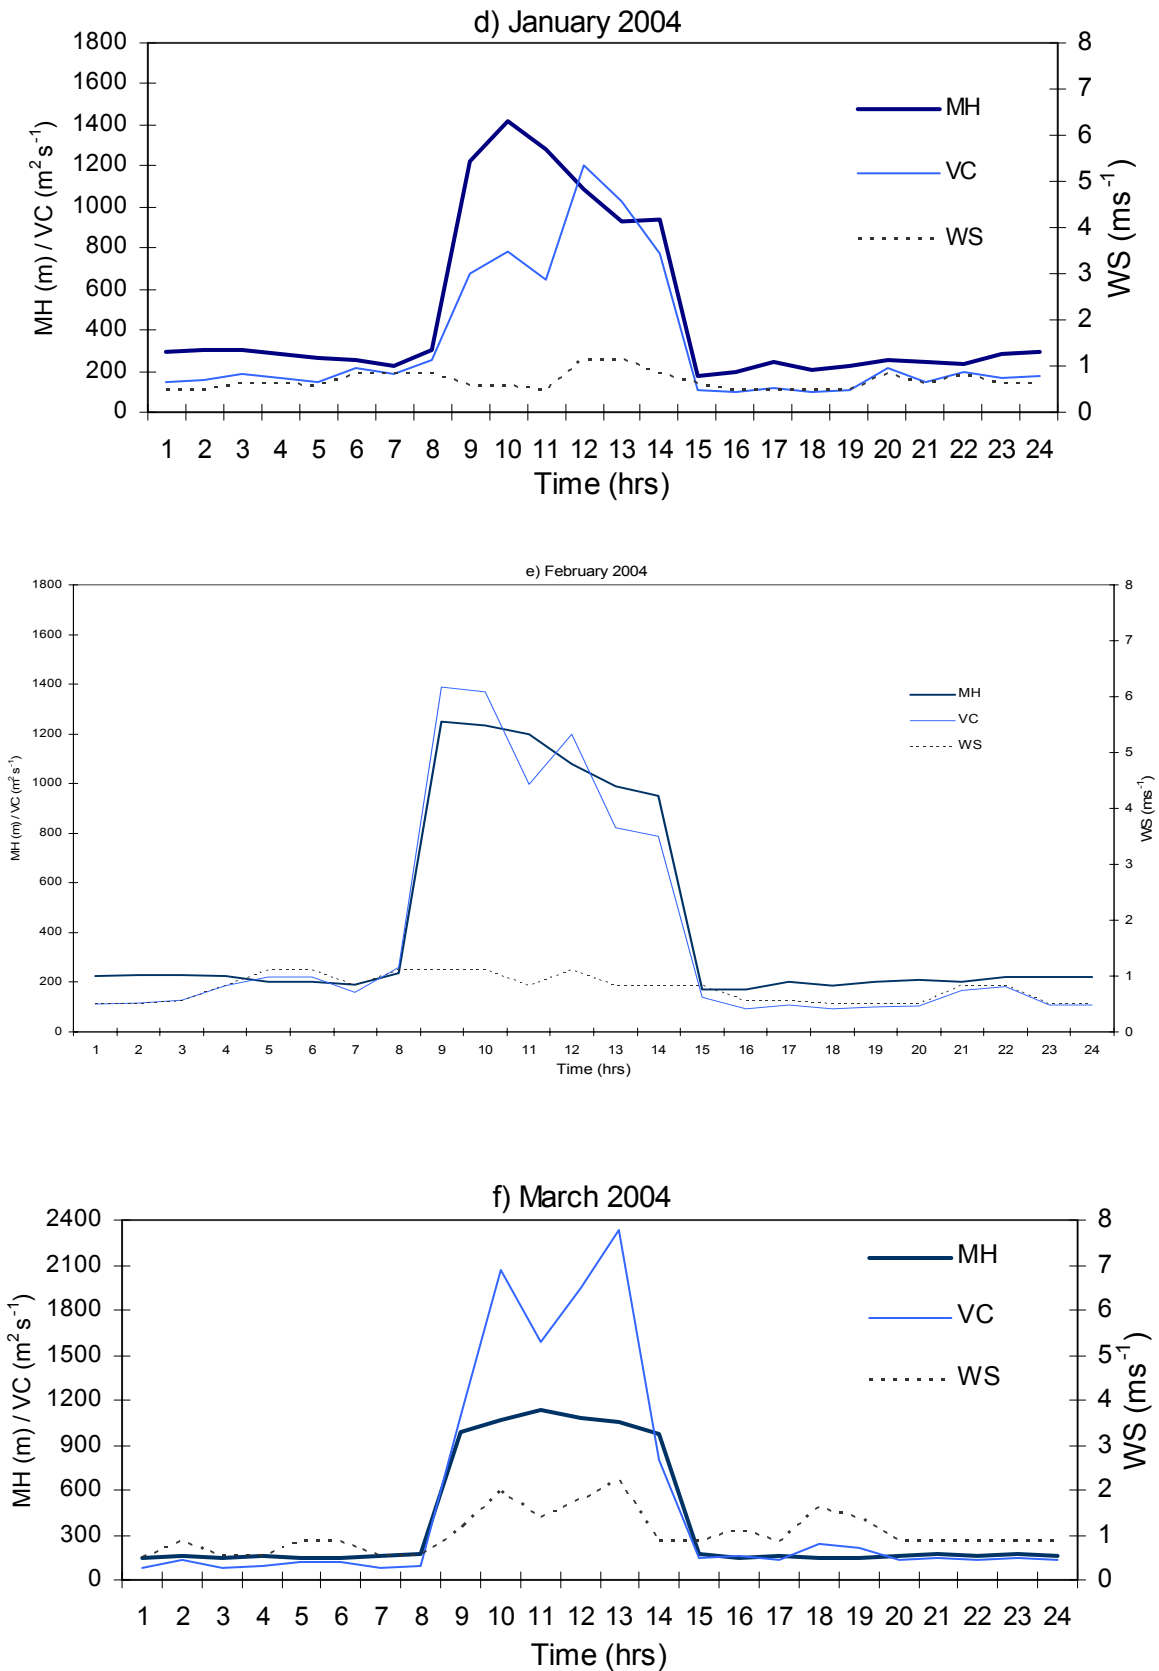 d) January 2004
1800
1600
1400
1200
1000
800
600
400
200
0
MH (m) / VC (m² s⁻¹)
8
7
6
5
4
3
2
1
0
WS (ms⁻¹)
MH
VC
WS
1 2 3 4 5 6 7 8 9 10 11 12 13 14 15 16 17 18 19 20 21 22 23 24
Time (hrs)
e) February 2004
1800
1600
1400
1200
1000
800
600
400
200
0
MH (m) / VC (m² s⁻¹)
8
7
6
5
4
3
2
1
0
WS (ms⁻¹)
MH
VC
WS
1 2 3 4 5 6 7 8 9 10 11 12 13 14 15 16 17 18 19 20 21 22 23 24
Time (hrs)
f) March 2004
2400
2100
1800
1500
1200
900
600
300
0
MH (m) / VC (m² s⁻¹)
8
7
6
5
4
3
2
1
0
WS (ms⁻¹)
MH
VC
WS
1 2 3 4 5 6 7 8 9 10 11 12 13 14 15 16 17 18 19 20 21 22 23 24
Time (hrs)